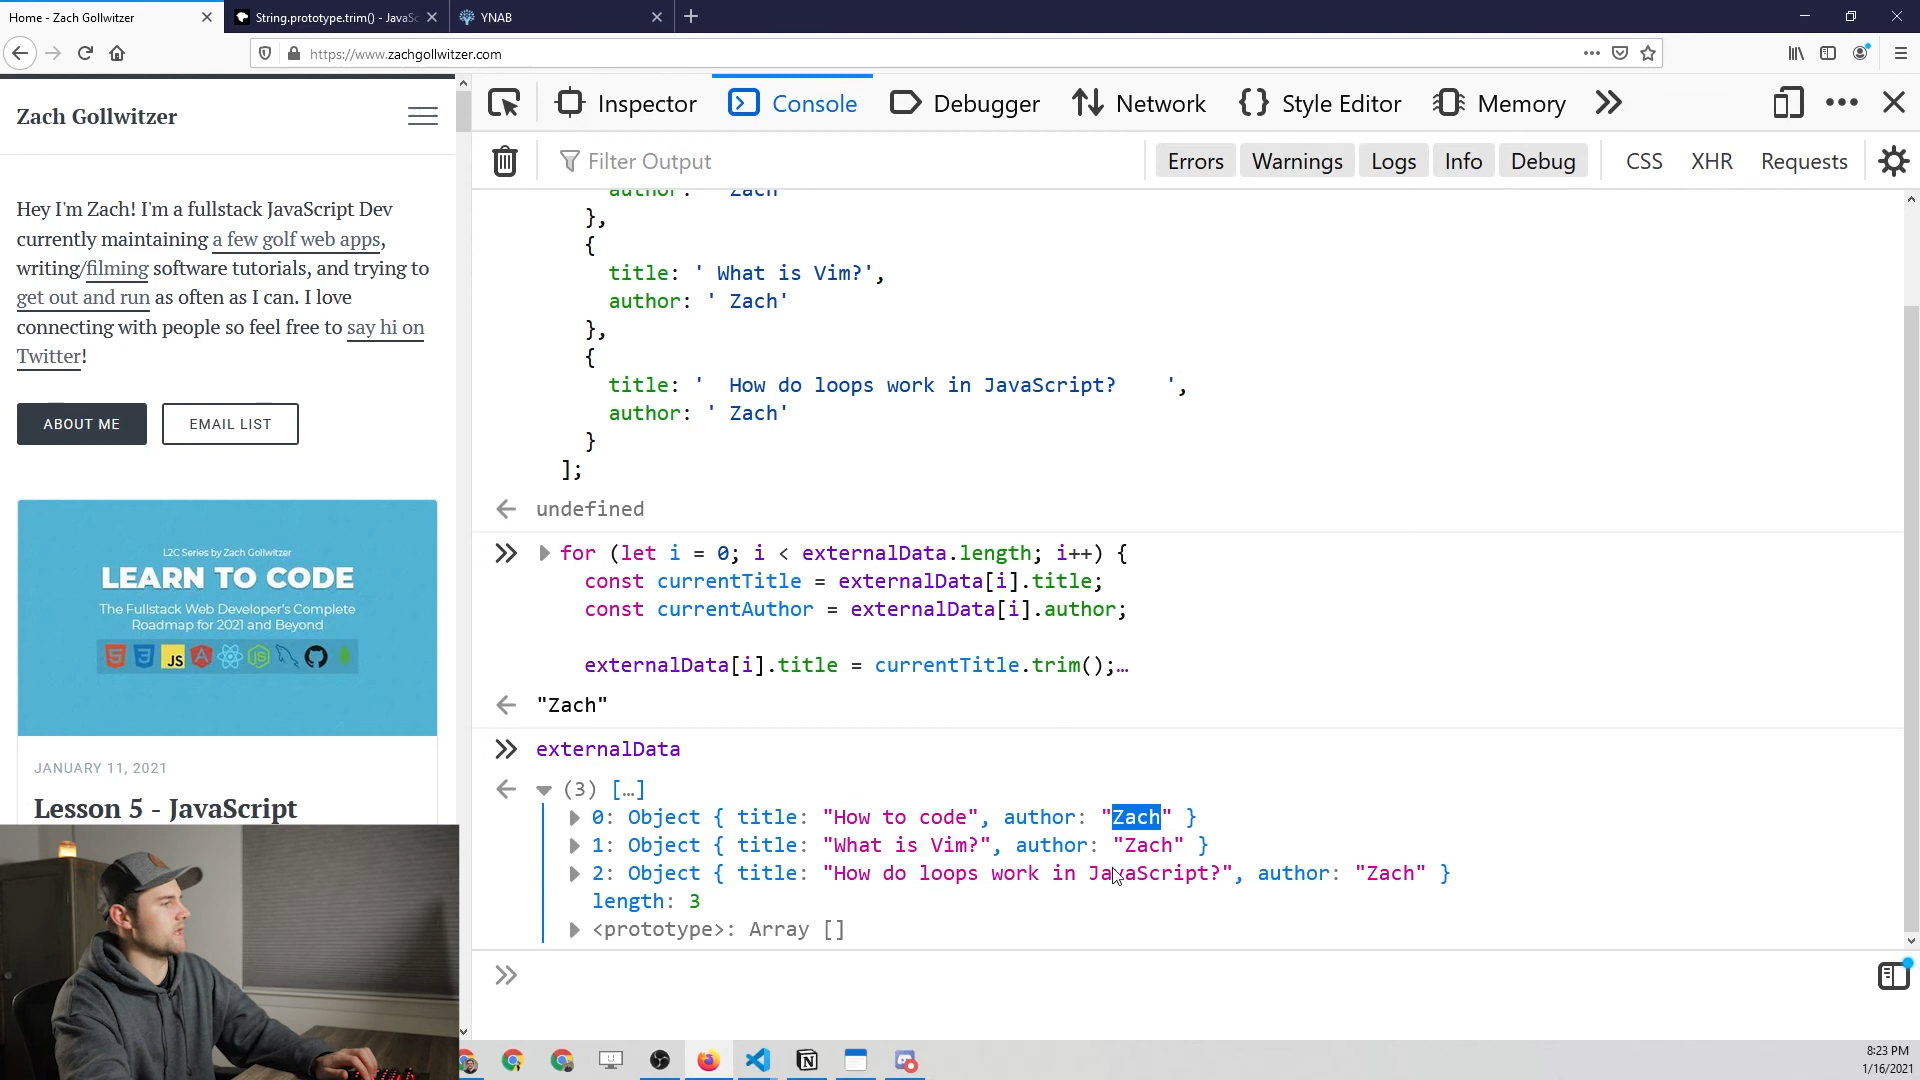 Home - Zach Gollwitzer
String.prototype.trim() - JavaSc
YNAB
https://www.zachgollwitzer.com
Zach Gollwitzer
Hey I'm Zach! I'm a fullstack JavaScript Dev
currently maintaining a few golf web apps,
writing/filming software tutorials, and trying to
get out and run as often as I can. I love
connecting with people so feel free to say hi on
Twitter!
ABOUT ME
EMAIL LIST
L2C Series by Zach Gollwitzer
LEARN TO CODE
The Fullstack Web Developer's Complete
Roadmap for 2021 and Beyond
JS
JANUARY 11, 2021
Lesson 5 - JavaScript
Inspector
Console
Debugger
Network
Style Editor
Memory
Filter Output
Errors
Warnings
Logs
Info
Debug
CSS
XHR
Requests
author: ' Zach'
},
{
title: ' What is Vim?',
author: ' Zach'
},
{
title: '  How do loops work in JavaScript?    ',
author: ' Zach'
}
];
undefined
for (let i = 0; i < externalData.length; i++) {
const currentTitle = externalData[i].title;
const currentAuthor = externalData[i].author;
externalData[i].title = currentTitle.trim();…
"Zach"
externalData
(3) […]
0: Object { title: "How to code", author: "Zach" }
1: Object { title: "What is Vim?", author: "Zach" }
2: Object { title: "How do loops work in JavaScript?", author: "Zach" }
length: 3
<prototype>: Array []
8:23 PM
1/16/2021